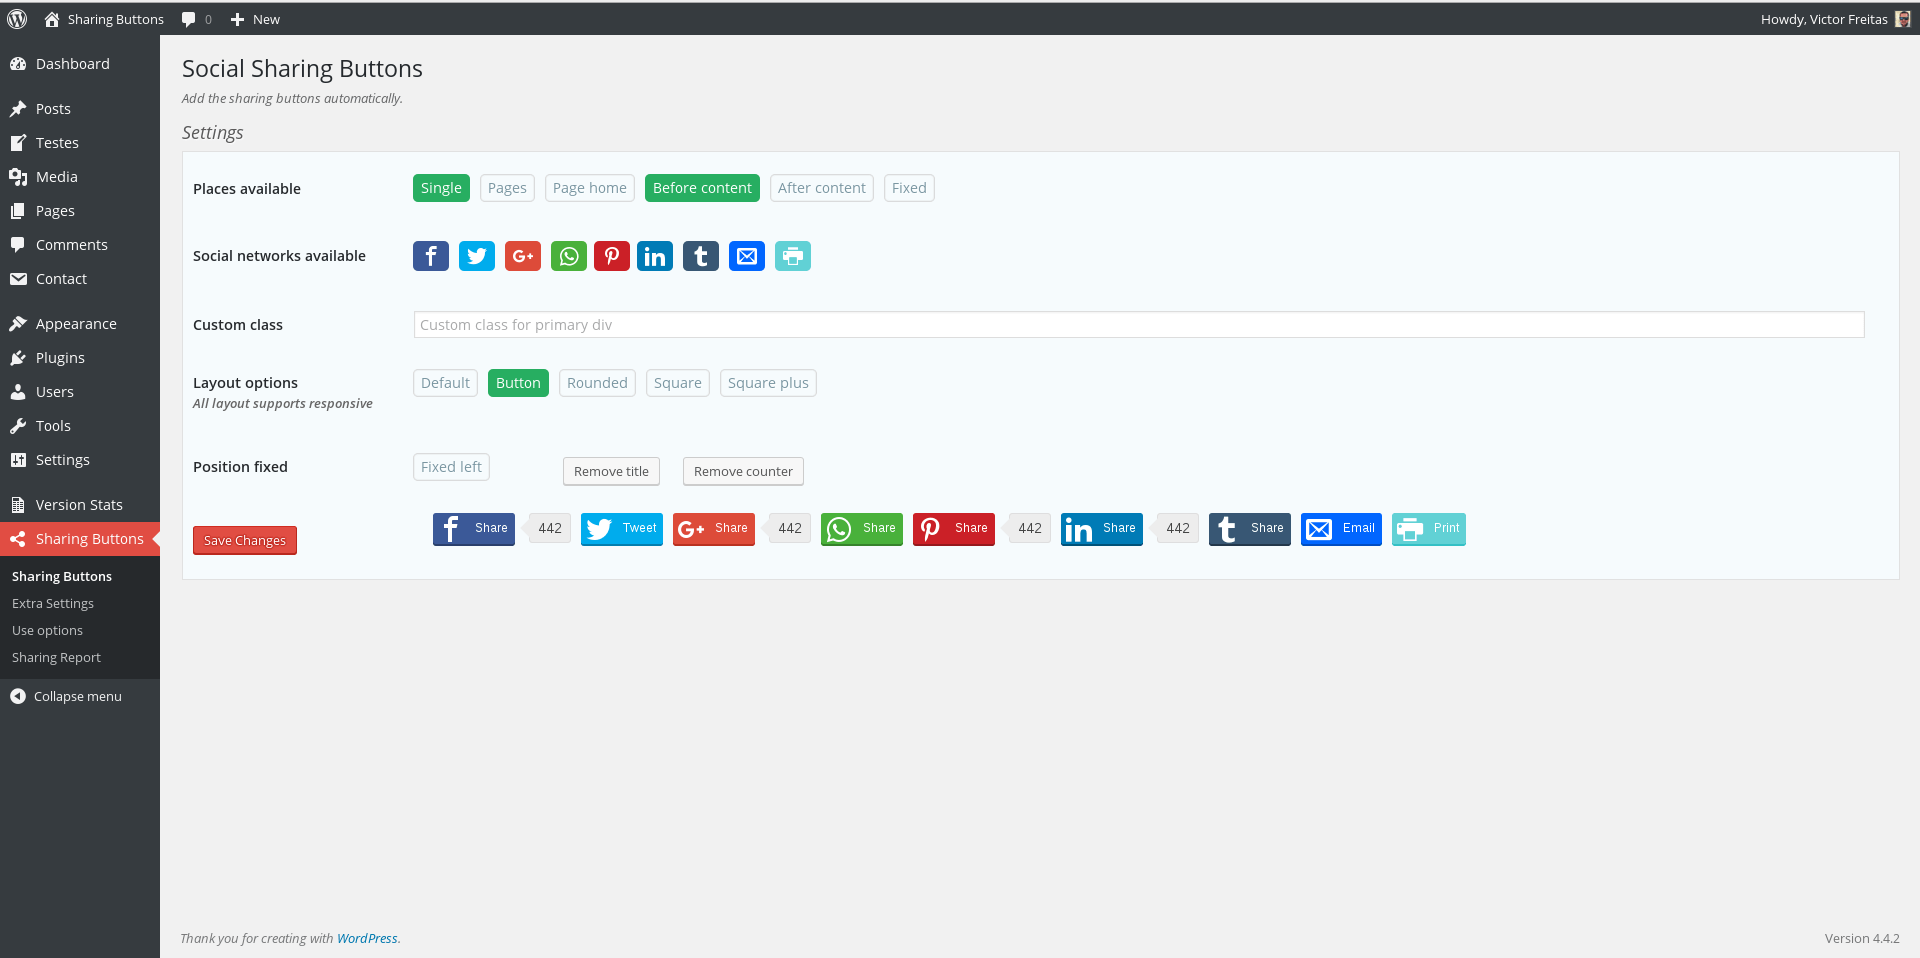 Sharing Buttons 0 New Howdy, Victor Freitas
Dashboard
Posts
Testes
Media
Pages
Comments
Contact
Appearance
Plugins
Users
Tools
Settings
Version Stats
Sharing Buttons
Sharing Buttons
Extra Settings
Use options
Sharing Report
Collapse menu
Social Sharing Buttons
Add the sharing buttons automatically.
Settings
Places available Single Pages Page home Before content After content Fixed
Social networks available
Custom class Custom class for primary div
Layout options Default Button Rounded Square Square plus
All layout supports responsive
Position fixed Fixed left Remove title Remove counter
Save Changes Share 442 Tweet Share 442 Share Share 442 Share 442 Share Email Print
Thank you for creating with WordPress. Version 4.4.2